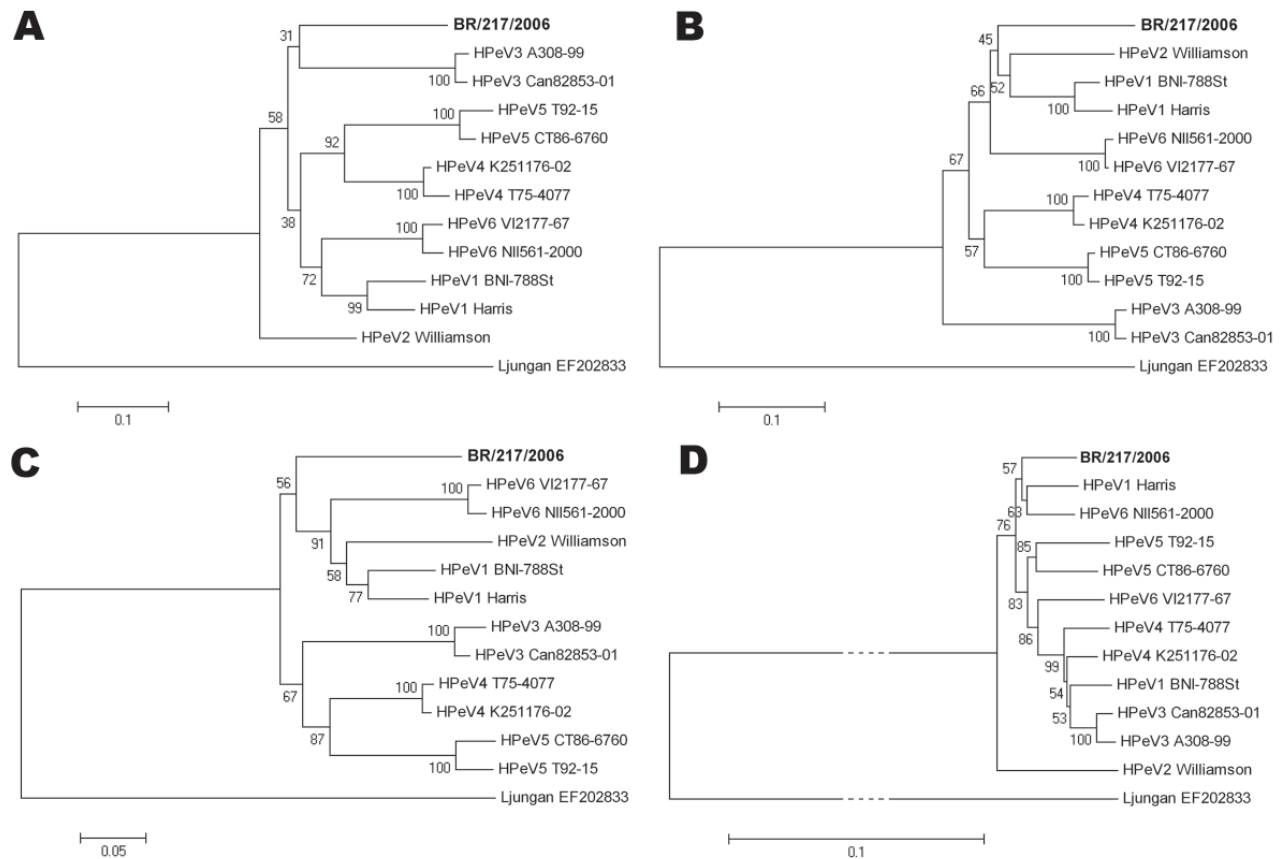 A
BR/217/2006
31
HPeV3 A308-99
100
HPeV3 Can82853-01
HPeV5 T92-15
100
58
HPeV5 CT86-6760
92
HPeV4 K251176-02
100
HPeV4 T75-4077
38
HPeV6 VI2177-67
100
HPeV6 NII561-2000
72
HPeV1 BNI-788St
99
HPeV1 Harris
HPeV2 Williamson
Ljungan EF202833
0.1
B
BR/217/2006
45
HPeV2 Williamson
52
HPeV1 BNI-788St
66
100
HPeV1 Harris
HPeV6 NII561-2000
67
100
HPeV6 VI2177-67
HPeV4 T75-4077
100
HPeV4 K251176-02
57
HPeV5 CT86-6760
100
HPeV5 T92-15
HPeV3 A308-99
100
HPeV3 Can82853-01
Ljungan EF202833
0.1
C
BR/217/2006
56
HPeV6 VI2177-67
100
HPeV6 NII561-2000
91
HPeV2 Williamson
58
HPeV1 BNI-788St
77
HPeV1 Harris
HPeV3 A308-99
100
HPeV3 Can82853-01
67
HPeV4 T75-4077
100
HPeV4 K251176-02
87
HPeV5 CT86-6760
100
HPeV5 T92-15
Ljungan EF202833
0.05
D
BR/217/2006
57
HPeV1 Harris
63
HPeV6 NII561-2000
76
HPeV5 T92-15
85
HPeV5 CT86-6760
83
HPeV6 VI2177-67
86
HPeV4 T75-4077
99
HPeV4 K251176-02
54
HPeV1 BNI-788St
53
HPeV3 Can82853-01
100
HPeV3 A308-99
HPeV2 Williamson
Ljungan EF202833
0.1